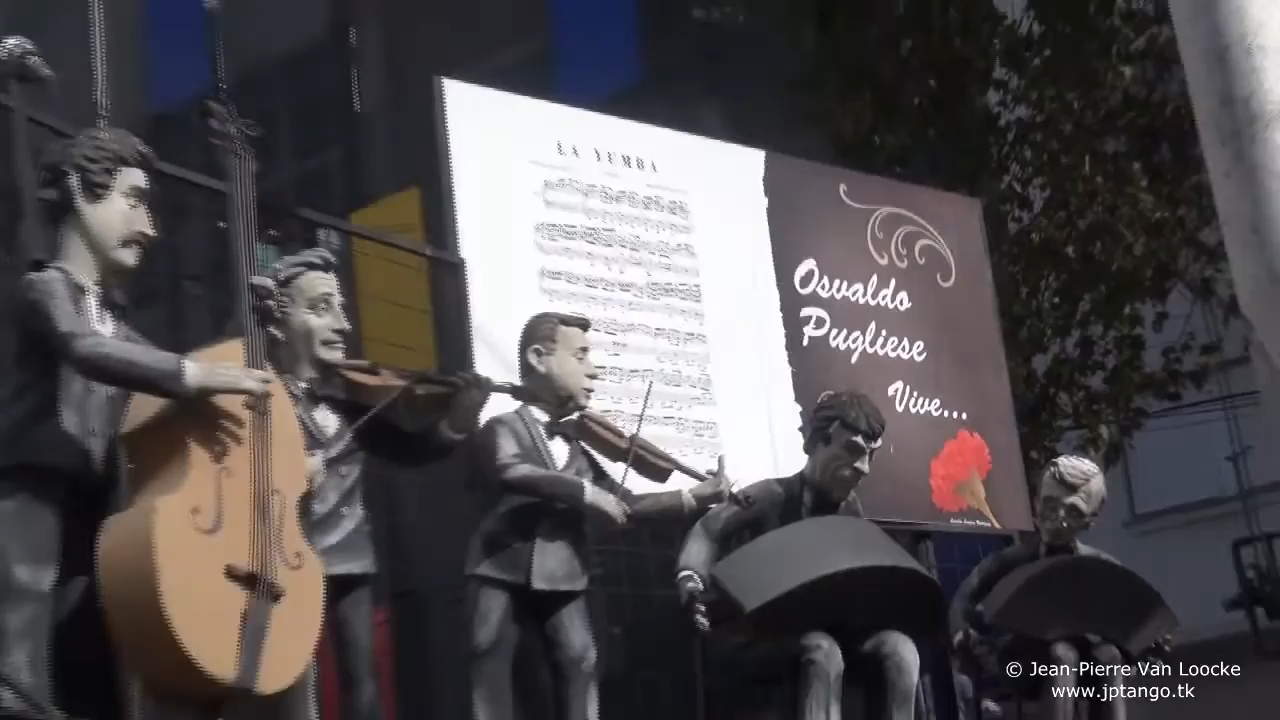 LA YUMBA
Osvaldo
Pugliese
Vive...
© Jean-Pierre Van Loocke
www.jptango.tk